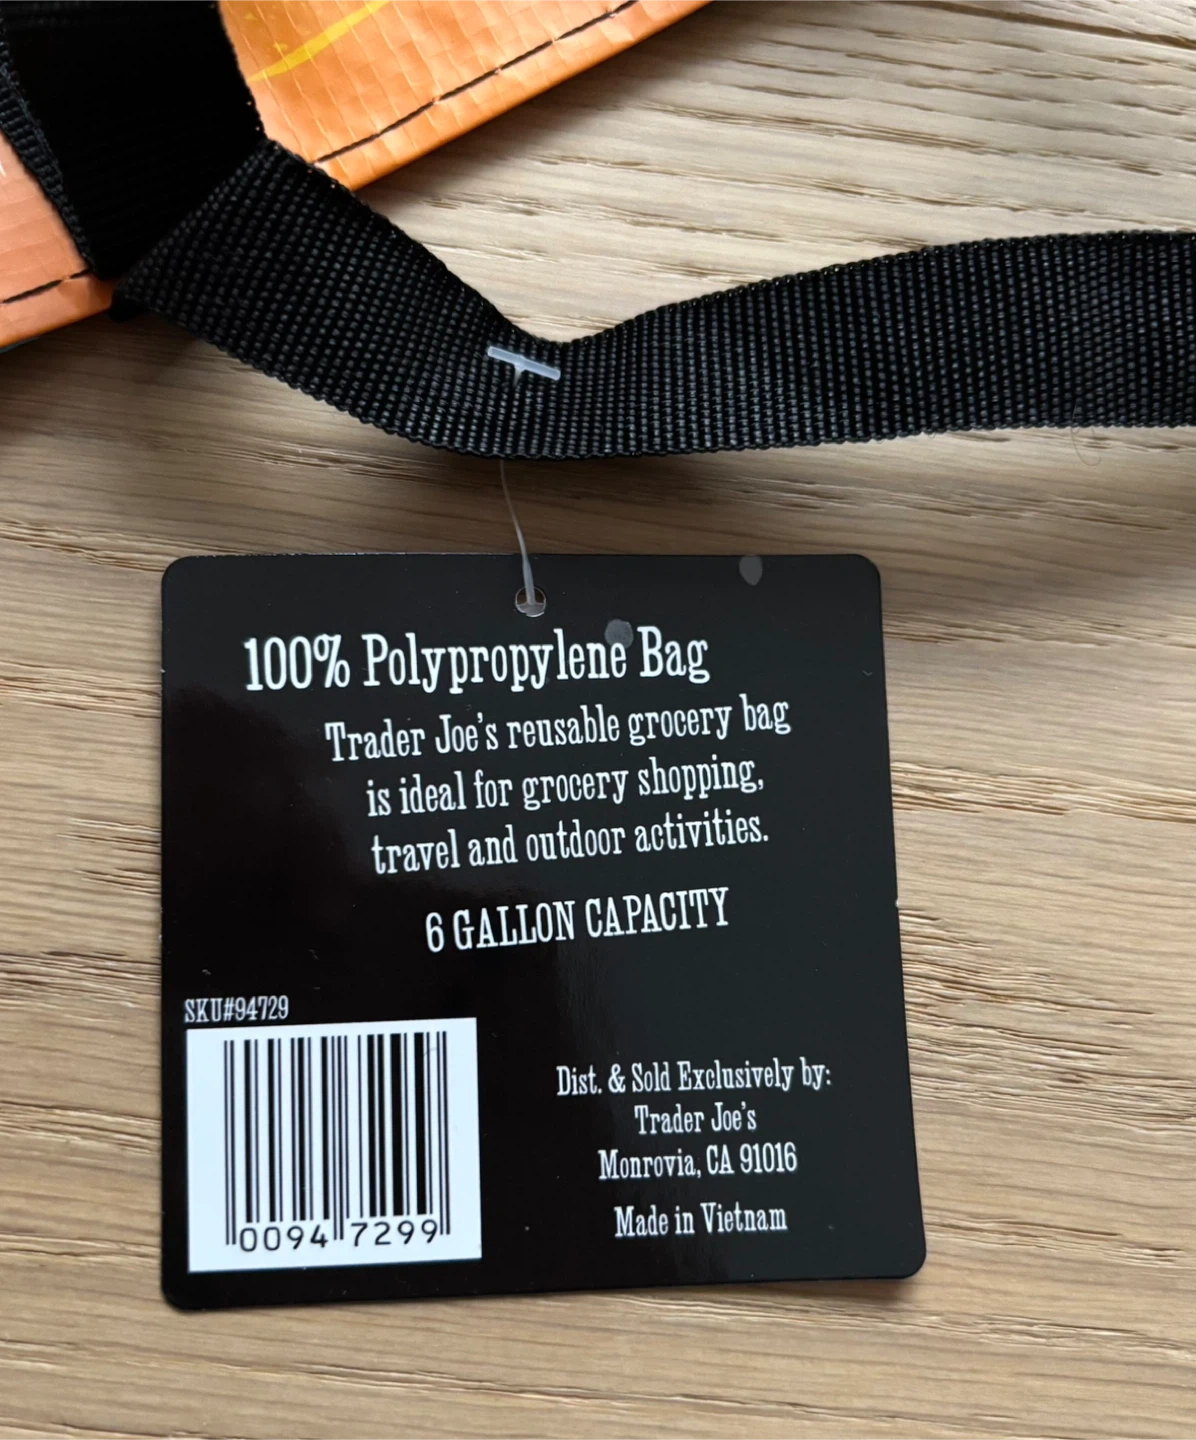 100% Polypropylene Bag
Trader Joe's reusable grocery bag
is ideal for grocery shopping,
travel and outdoor activities.
6 GALLON CAPACITY
SKU#94729
0094 7299
Dist. & Sold Exclusively by:
Trader Joe's
Monrovia, CA 91016
Made in Vietnam